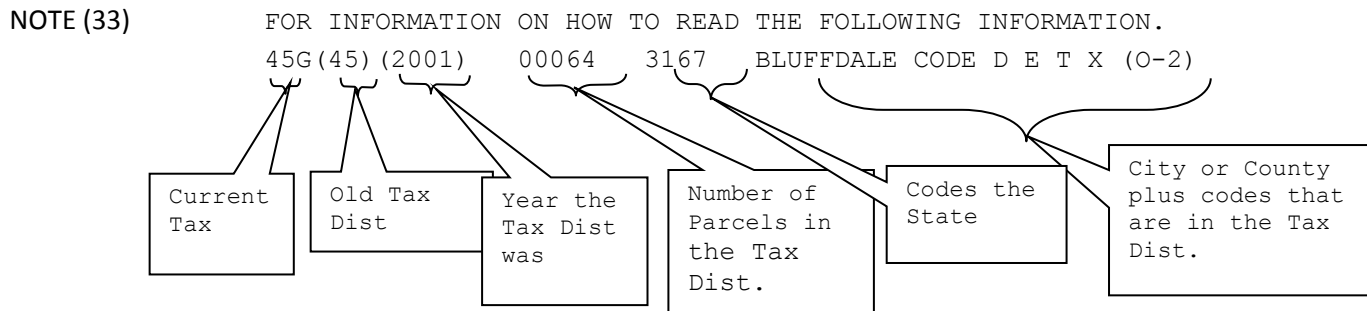 NOTE (33) FOR INFORMATION ON HOW TO READ THE FOLLOWING INFORMATION.
45G(45)(2001) 00064 3167 BLUFFDALE CODE D E T X (O-2)
Current
Tax
Old Tax
Dist
Year the
Tax Dist
was
Number of
Parcels in
the Tax
Dist.
Codes the
State
City or County
plus codes that
are in the Tax
Dist.